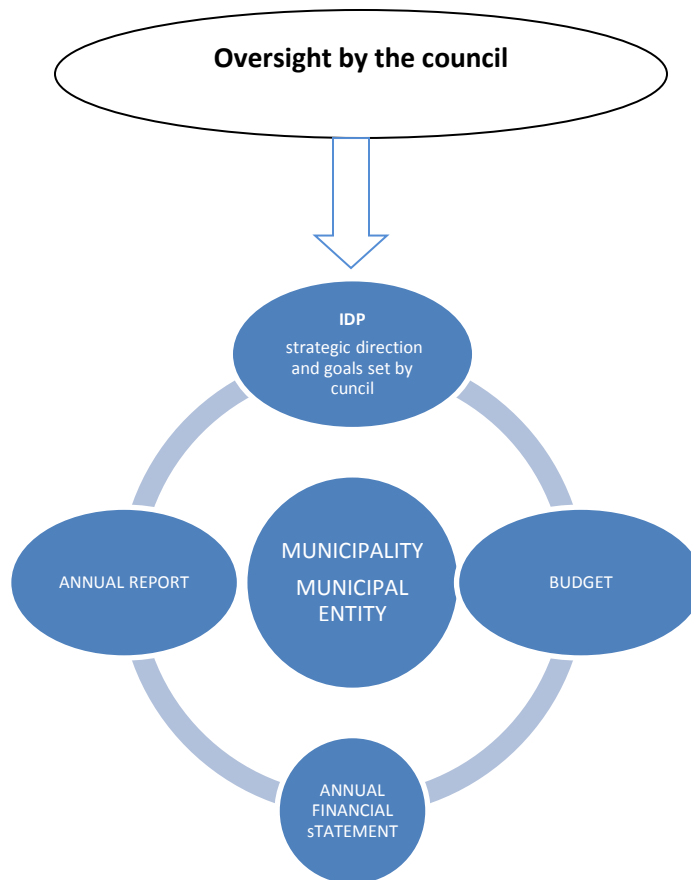 Oversight by the council
IDP
strategic direction
and goals set by
cuncil
MUNICIPALITY
MUNICIPAL
ENTITY
ANNUAL REPORT
BUDGET
ANNUAL
FINANCIAL
sTATEMENT